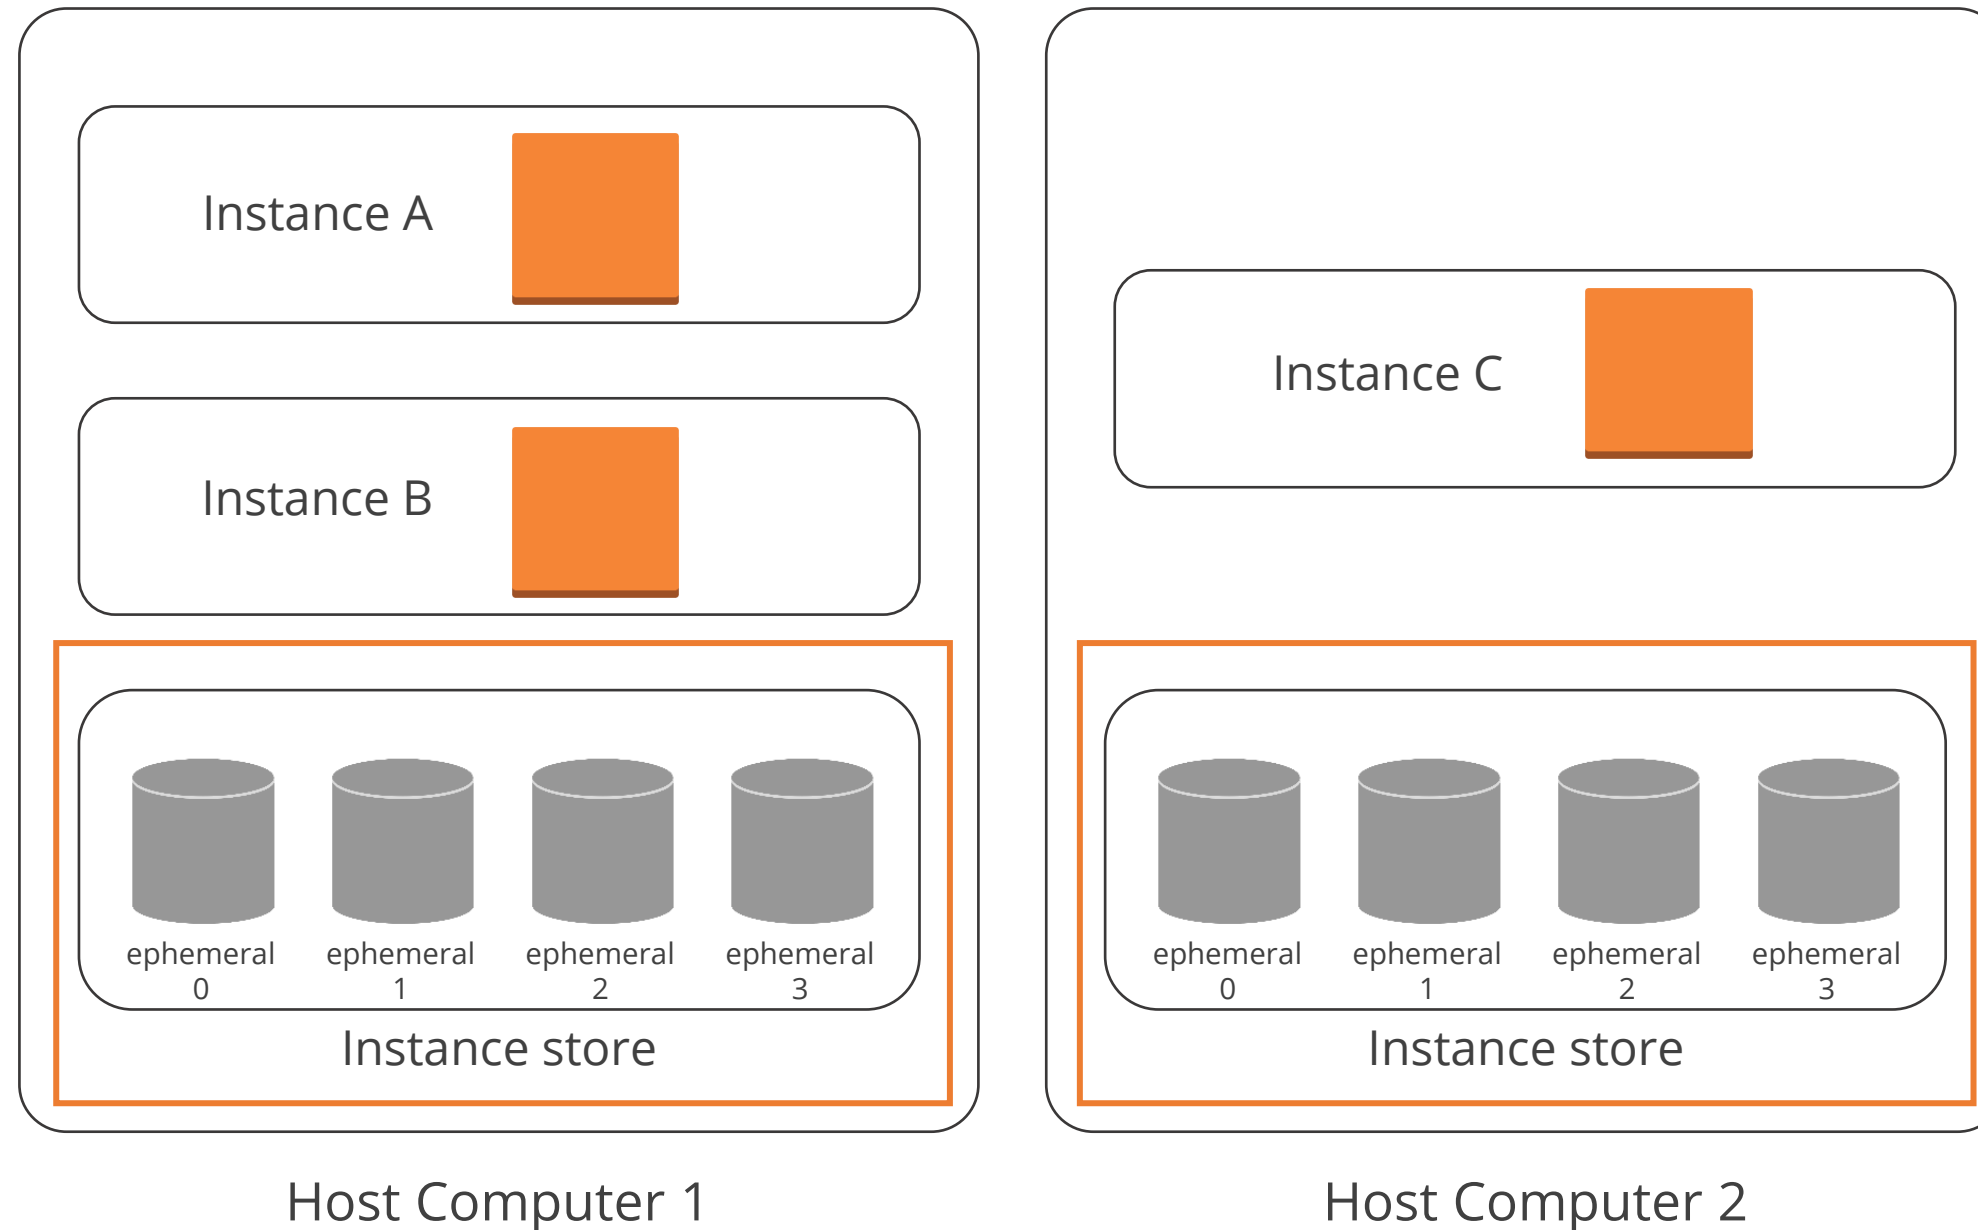 Instance A
Instance B
ephemeral ephemeral ephemeral ephemeral
0 1 2 3
Instance store
Host Computer 1
Instance C
ephemeral ephemeral ephemeral ephemeral
0 1 2 3
Instance store
Host Computer 2